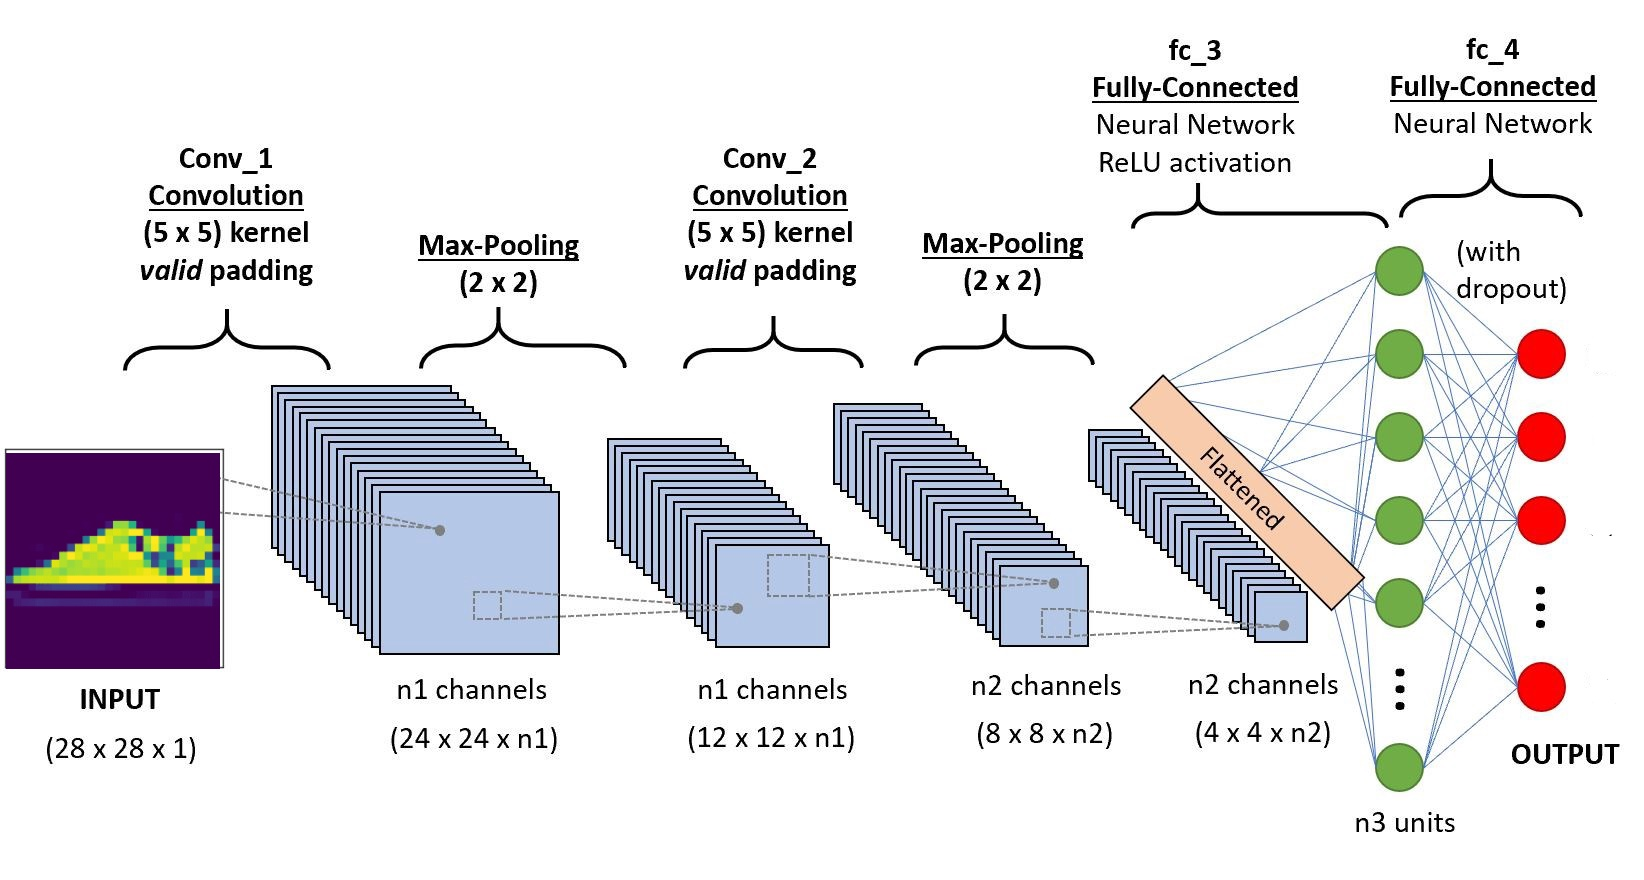 Conv_1
Convolution
(5 x 5) kernel
valid padding
Max-Pooling
(2 x 2)
Conv_2
Convolution
(5 x 5) kernel
valid padding
Max-Pooling
(2 x 2)
fc_3
Fully-Connected
Neural Network
ReLU activation
fc_4
Fully-Connected
Neural Network
(with
dropout)
Flattened
INPUT
(28 x 28 x 1)
n1 channels
(24 x 24 x n1)
n1 channels
(12 x 12 x n1)
n2 channels
(8 x 8 x n2)
n2 channels
(4 x 4 x n2)
n3 units
OUTPUT